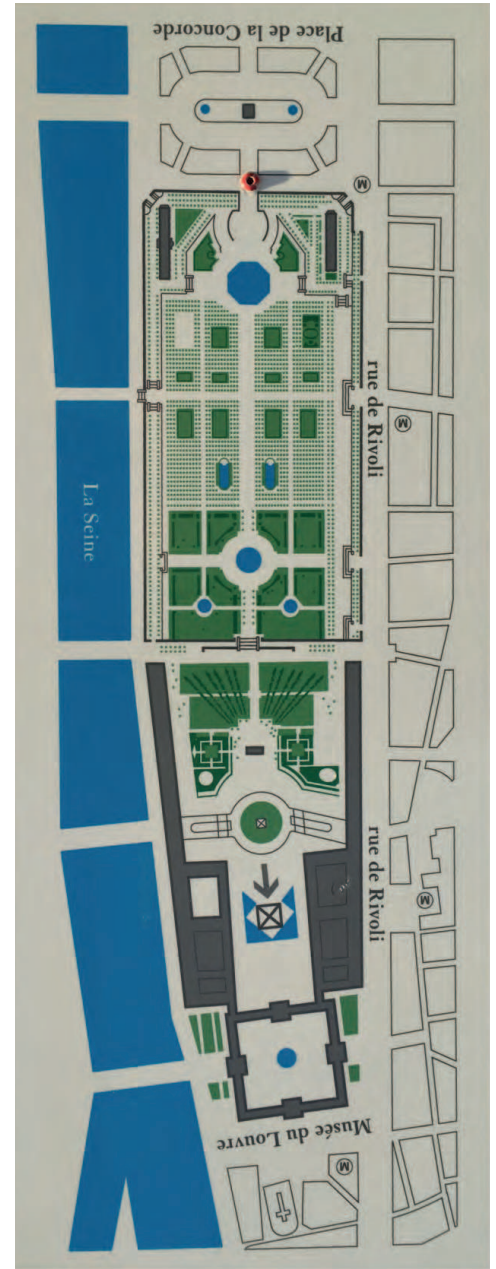 Place de la Concorde
M
rue de Rivoli
M
La Seine
rue de Rivoli
M
Musée du Louvre
M